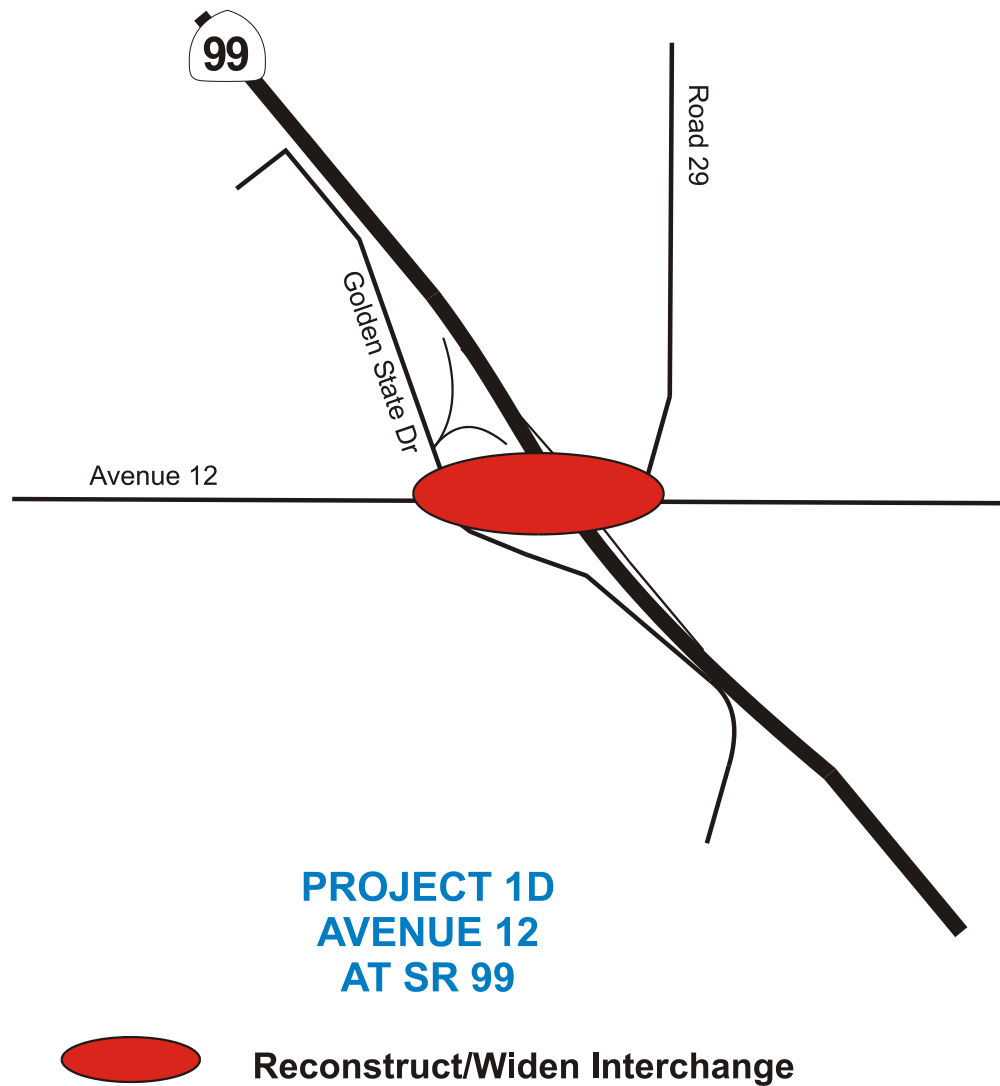 99
Road 29
Golden State Dr
Avenue 12
PROJECT 1D
AVENUE 12
AT SR 99
Reconstruct/Widen Interchange